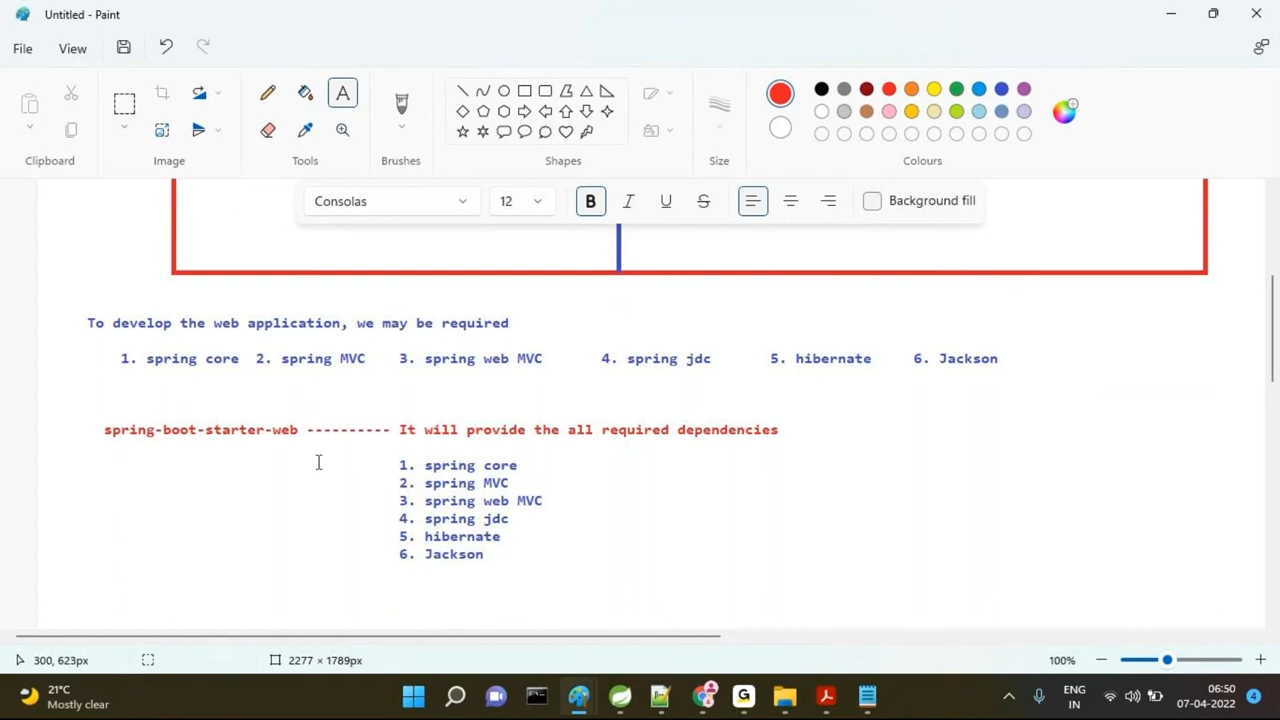 Untitled - Paint
File View
Clipboard Image Tools Brushes Shapes Size Colours
Consolas 12 B I U S Background fill
To develop the web application, we may be required
1. spring core 2. spring MVC 3. spring web MVC 4. spring jdc 5. hibernate 6. Jackson
spring-boot-starter-web ---------- It will provide the all required dependencies
1. spring core
2. spring MVC
3. spring web MVC
4. spring jdc
5. hibernate
6. Jackson
300, 623px 2277 × 1789px 100%
21°C ENG 06:50
Mostly clear IN 07-04-2022 4